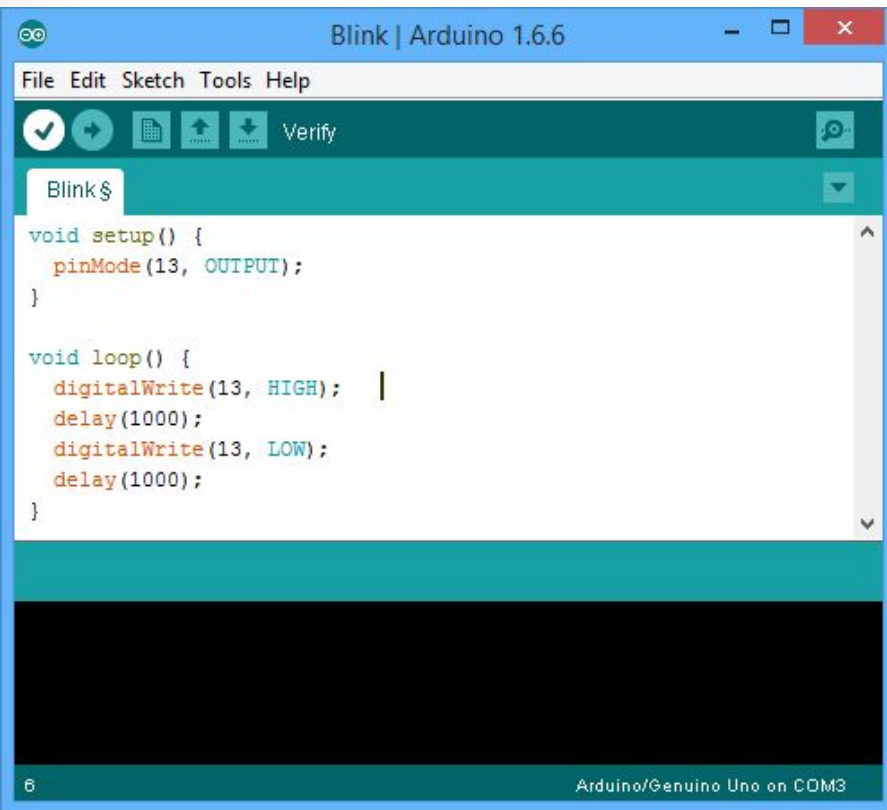 Blink | Arduino 1.6.6
File Edit Sketch Tools Help
Verify
Blink §
void setup() {
  pinMode(13, OUTPUT);
}

void loop() {
  digitalWrite(13, HIGH);
  delay(1000);
  digitalWrite(13, LOW);
  delay(1000);
}
6 Arduino/Genuino Uno on COM3